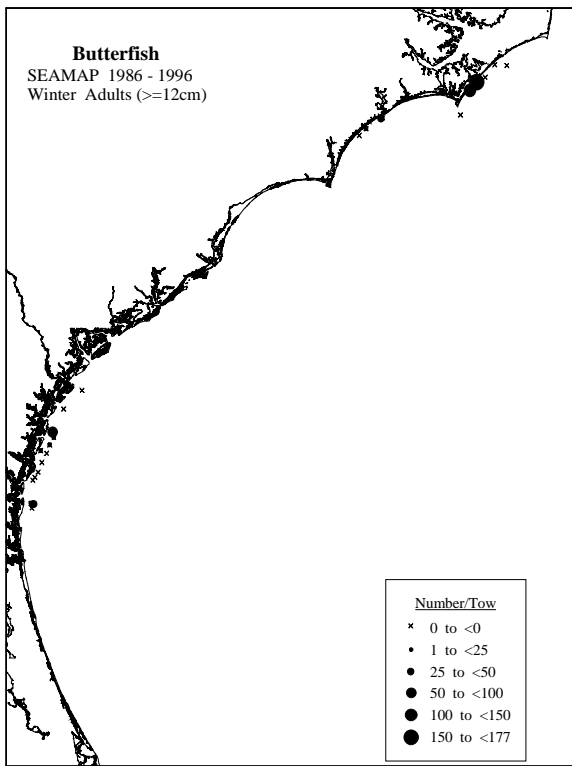 Butterfish
SEAMAP 1986 - 1996
Winter Adults (>=12cm)
Number/Tow
0 to <0
1 to <25
25 to <50
50 to <100
100 to <150
150 to <177